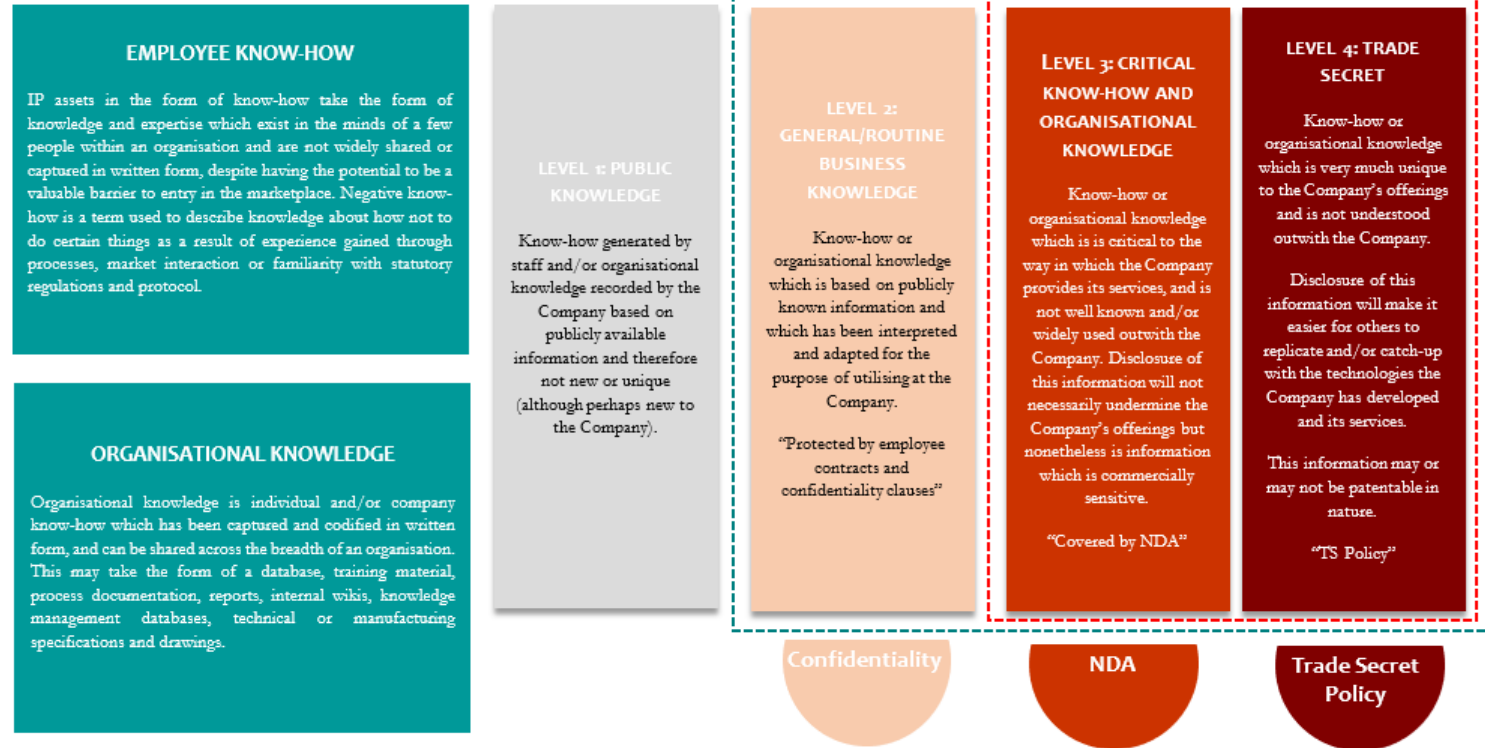 EMPLOYEE KNOW-HOW
IP assets in the form of know-how take the form of
knowledge and expertise which exist in the minds of a few
people within an organisation and are not widely shared or
captured in written form, despite having the potential to be a
valuable barrier to entry in the marketplace. Negative know-
how is a term used to describe knowledge about how not to
do certain things as a result of experience gained through
processes, market interaction or familiarity with statutory
regulations and protocol.
ORGANISATIONAL KNOWLEDGE
Organisational knowledge is individual and/or company
know-how which has been captured and codified in written
form, and can be shared across the breadth of an organisation.
This may take the form of a database, training material,
process documentation, reports, internal wikis, knowledge
management databases, technical or manufacturing
specifications and drawings.
LEVEL 1: PUBLIC
KNOWLEDGE
Know-how generated by
staff and/or organisational
knowledge recorded by the
Company based on
publicly available
information and therefore
not new or unique
(although perhaps new to
the Company).
LEVEL 2:
GENERAL/ROUTINE
BUSINESS
KNOWLEDGE
Know-how or
organisational knowledge
which is based on publicly
known information and
which has been interpreted
and adapted for the
purpose of utilising at the
Company.
“Protected by employee
contracts and
confidentiality clauses”
LEVEL 3: CRITICAL
KNOW-HOW AND
ORGANISATIONAL
KNOWLEDGE
Know-how or
organisational knowledge
which is is critical to the
way in which the Company
provides its services, and is
not well known and/or
widely used outwith the
Company. Disclosure of
this information will not
necessarily undermine the
Company’s offerings but
nonetheless is information
which is commercially
sensitive.
“Covered by NDA”
LEVEL 4: TRADE
SECRET
Know-how or
organisational knowledge
which is very much unique
to the Company’s offerings
and is not understood
outwith the Company.
Disclosure of this
information will make it
easier for others to
replicate and/or catch-up
with the technologies the
Company has developed
and its services.
This information may or
may not be patentable in
nature.
“TS Policy”
Confidentiality
NDA
Trade Secret
Policy